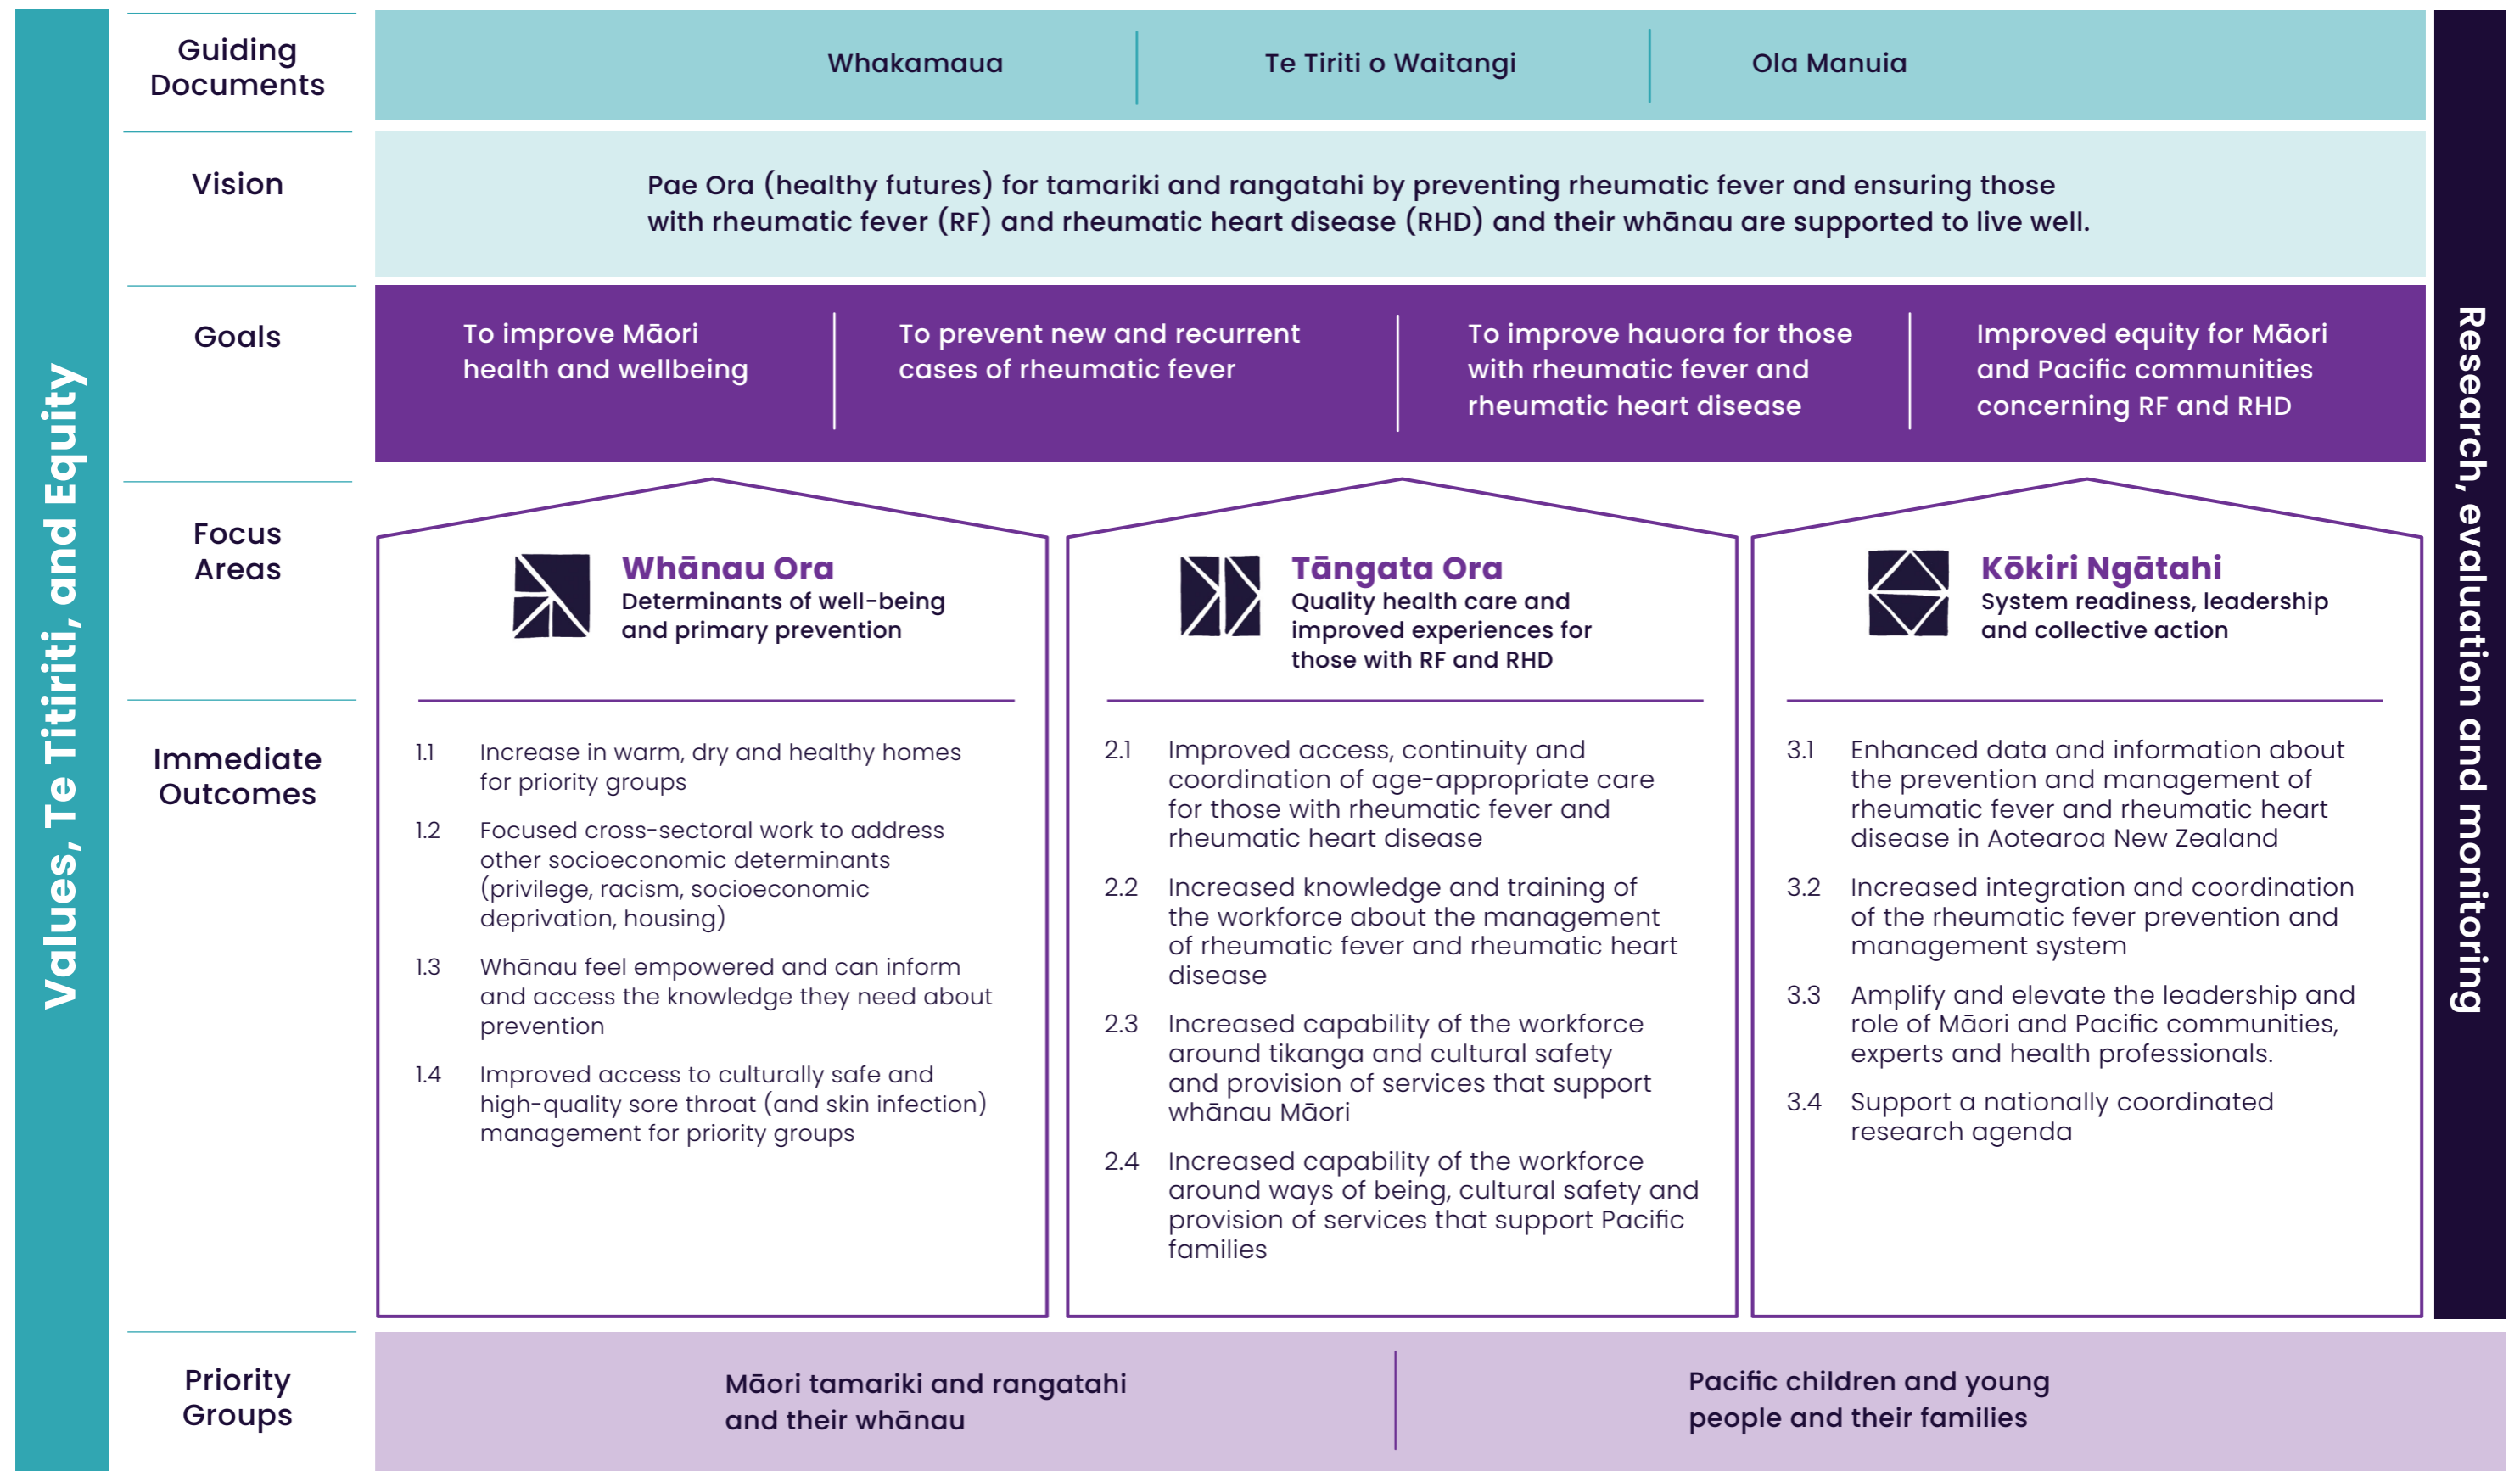 Values, Te Titiriti, and Equity
Guiding
Documents
Whakamaua
Te Tiriti o Waitangi
Ola Manuia
Vision
Pae Ora (healthy futures) for tamariki and rangatahi by preventing rheumatic fever and ensuring those
with rheumatic fever (RF) and rheumatic heart disease (RHD) and their whānau are supported to live well.
Goals
To improve Māori
health and wellbeing
To prevent new and recurrent
cases of rheumatic fever
To improve hauora for those
with rheumatic fever and
rheumatic heart disease
Improved equity for Māori
and Pacific communities
concerning RF and RHD
Focus
Areas
Whānau Ora
Determinants of well-being
and primary prevention
Tāngata Ora
Quality health care and
improved experiences for
those with RF and RHD
Kōkiri Ngātahi
System readiness, leadership
and collective action
Immediate
Outcomes
1.1 Increase in warm, dry and healthy homes
for priority groups
1.2 Focused cross-sectoral work to address
other socioeconomic determinants
(privilege, racism, socioeconomic
deprivation, housing)
1.3 Whānau feel empowered and can inform
and access the knowledge they need about
prevention
1.4 Improved access to culturally safe and
high-quality sore throat (and skin infection)
management for priority groups
2.1 Improved access, continuity and
coordination of age-appropriate care
for those with rheumatic fever and
rheumatic heart disease
2.2 Increased knowledge and training of
the workforce about the management
of rheumatic fever and rheumatic heart
disease
2.3 Increased capability of the workforce
around tikanga and cultural safety
and provision of services that support
whānau Māori
2.4 Increased capability of the workforce
around ways of being, cultural safety and
provision of services that support Pacific
families
3.1 Enhanced data and information about
the prevention and management of
rheumatic fever and rheumatic heart
disease in Aotearoa New Zealand
3.2 Increased integration and coordination
of the rheumatic fever prevention and
management system
3.3 Amplify and elevate the leadership and
role of Māori and Pacific communities,
experts and health professionals.
3.4 Support a nationally coordinated
research agenda
Priority
Groups
Māori tamariki and rangatahi
and their whānau
Pacific children and young
people and their families
Research, evaluation and monitoring